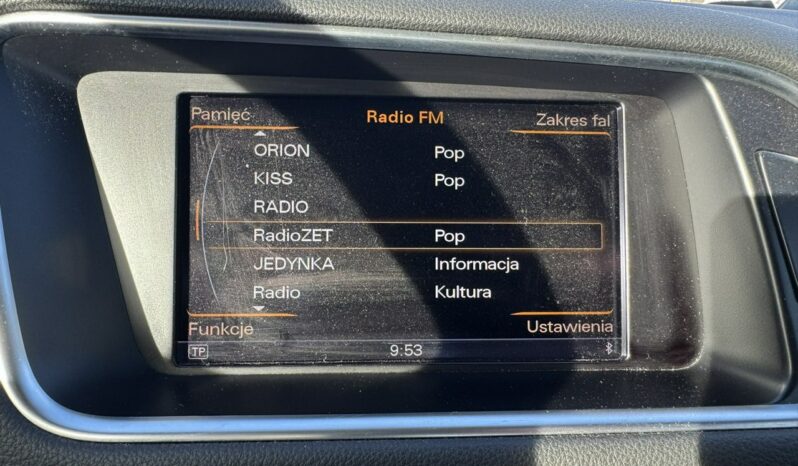 Pamięć Radio FM Zakres fal
ORION Pop
KISS Pop
RADIO
RadioZET Pop
JEDYNKA Informacja
Radio Kultura
Funkcje Ustawienia
TP 9:53